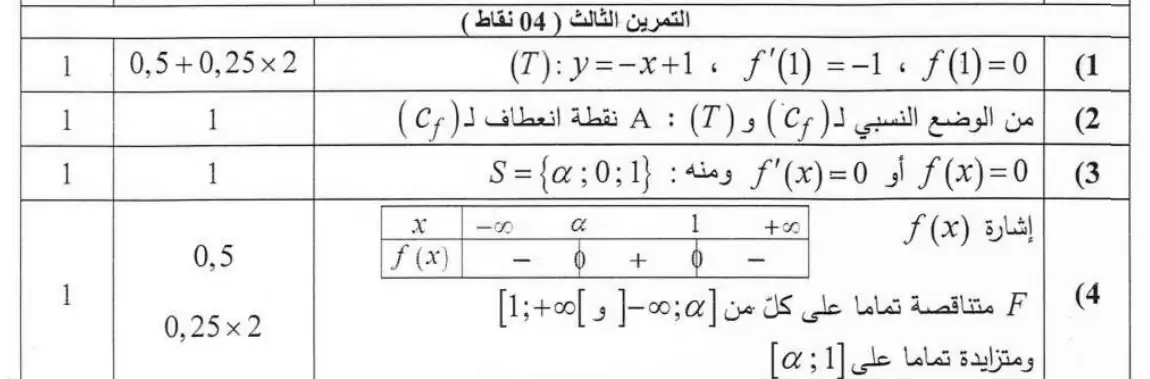 التمرين الثالث ( 04 نقاط )
1) f(1)=0 ، f'(1) =−1 ، (T): y=−x+1 0,5+0,25×2 1
2) من الوضع النسبي لـ(C_f) و (T) : A نقطة انعطاف لـ(C_f) 1 1
3) f(x)=0 أو f'(x)=0 ومنه : S={α;0;1} 1 1
4) إشارة f(x) 0,5 1
x −∞ α 1 +∞
f(x) − 0 + 0 −
F متناقصة تماما على كلّ من ]−∞;α] و [1;+∞[ 0,25×2
ومتزايدة تماما على [α;1]